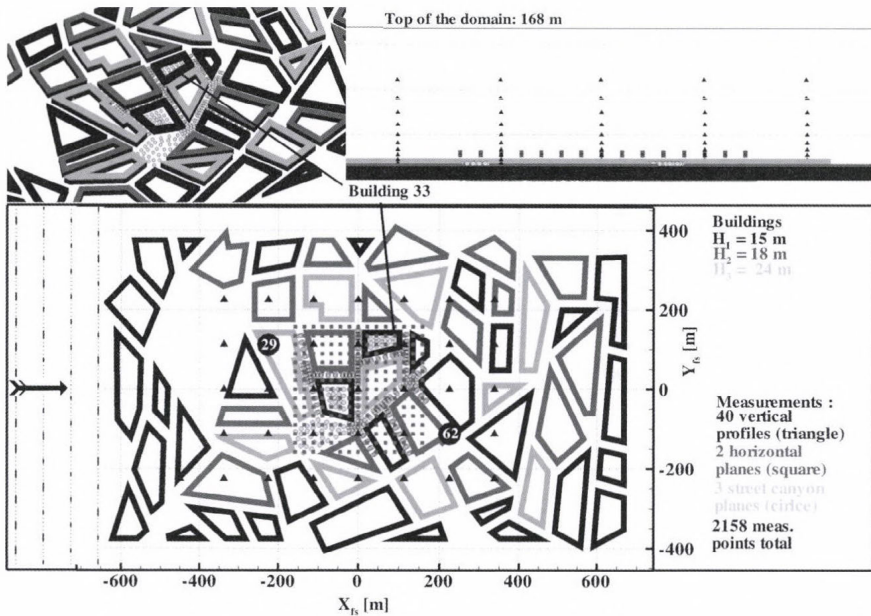 Top of the domain: 168 m
Building 33
Buildings
H1 = 15 m
H2 = 18 m
H3 = 24 m
29
62
400
200
0
-200
-400
Yfs [m]
Measurements :
40 vertical
profiles (triangle)
2 horizontal
planes (square)
3 street canyon
planes (cirlce)
2158 meas.
points total
-600 -400 -200 0 200 400 600
Xfs [m]